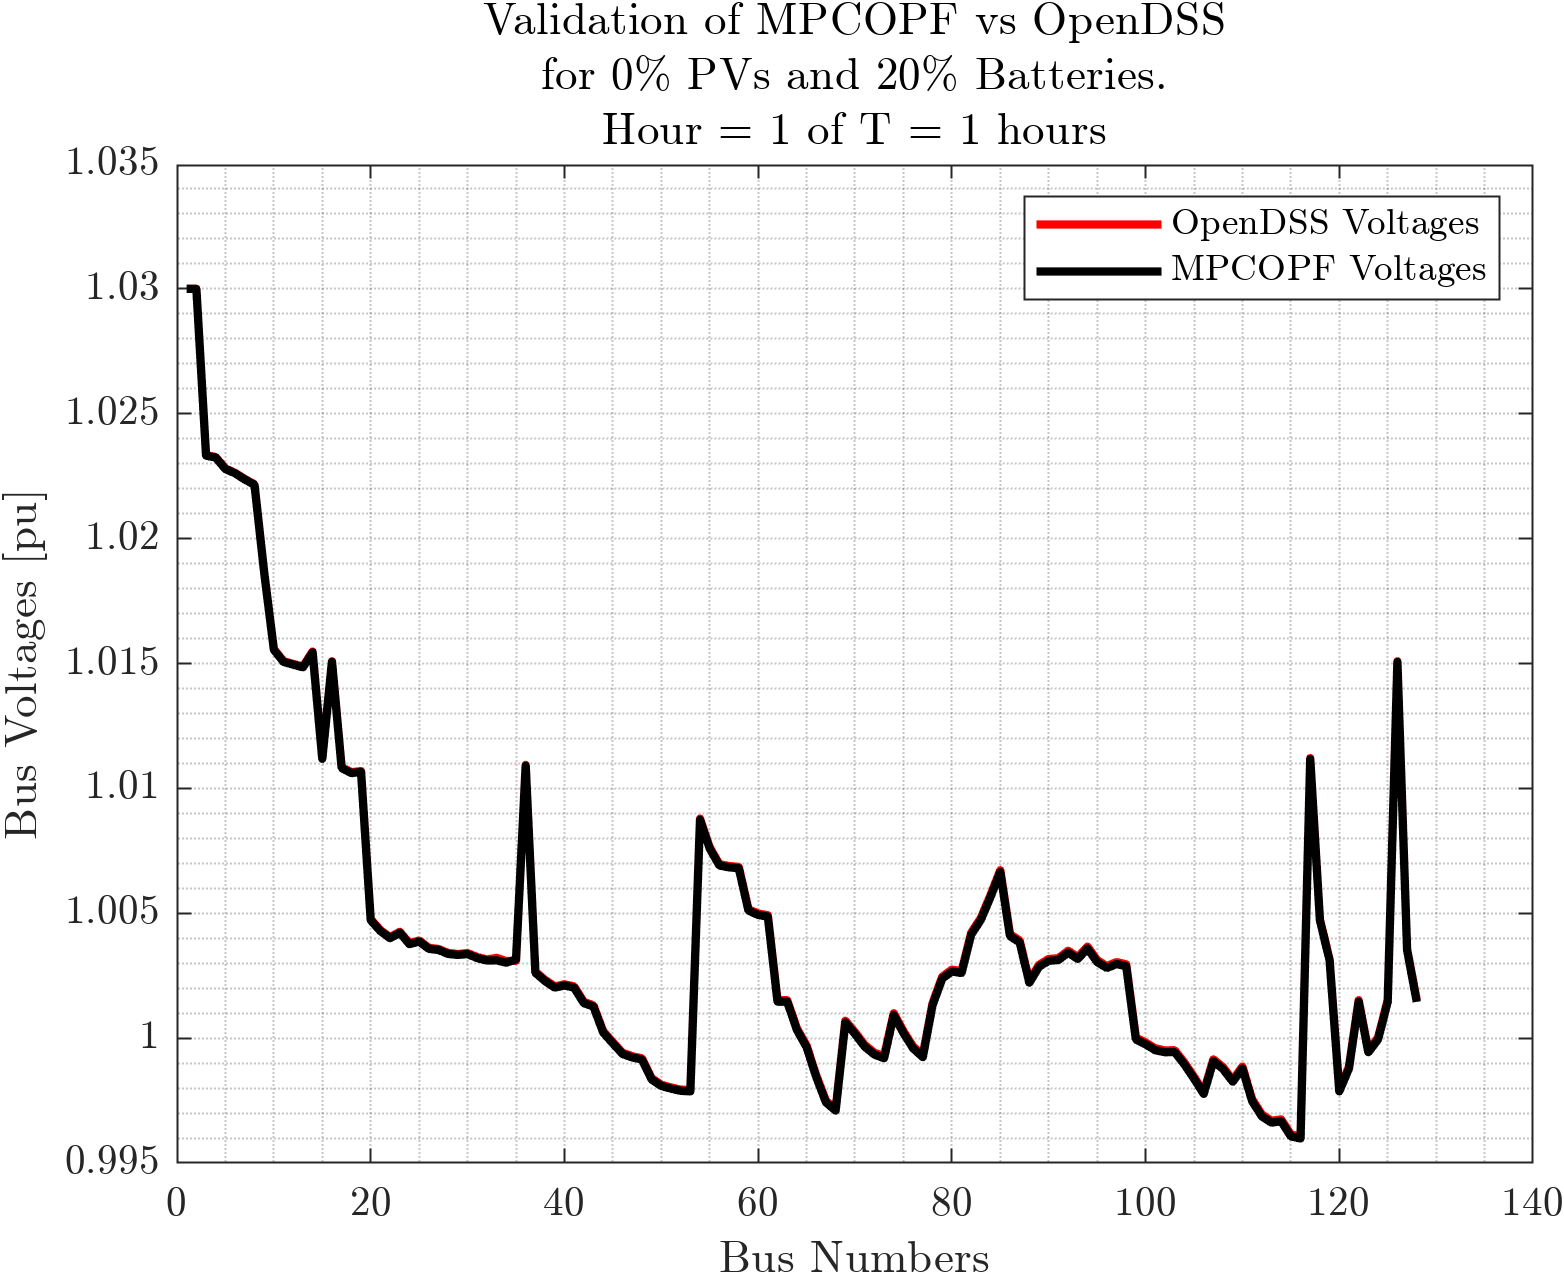 Validation of MPCOPF vs OpenDSS
for 0% PVs and 20% Batteries.
Hour = 1 of T = 1 hours
OpenDSS Voltages
MPCOPF Voltages
Bus Voltages [pu]
1.035
1.03
1.025
1.02
1.015
1.01
1.005
1
0.995
0 20 40 60 80 100 120 140
Bus Numbers